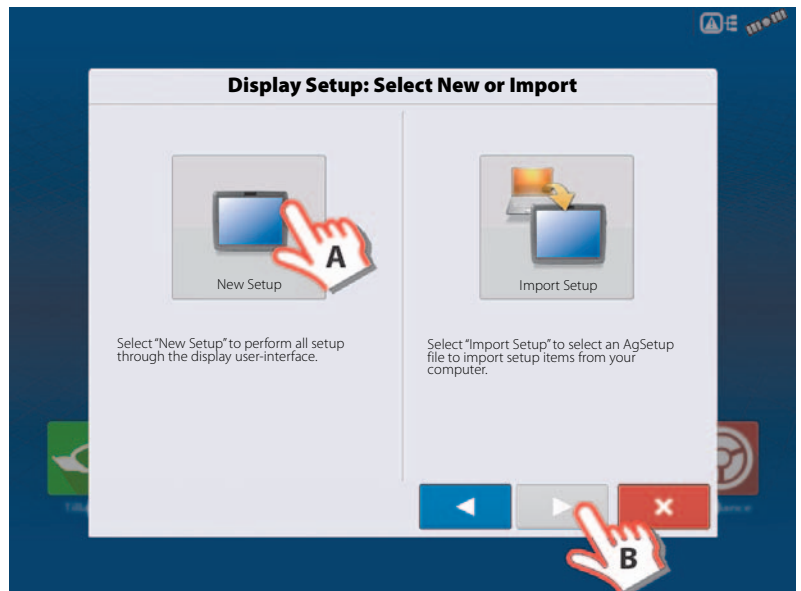 Display Setup: Select New or Import
A
New Setup
Select "New Setup" to perform all setup
through the display user-interface.
Import Setup
Select "Import Setup" to select an AgSetup
file to import setup items from your
computer.
B